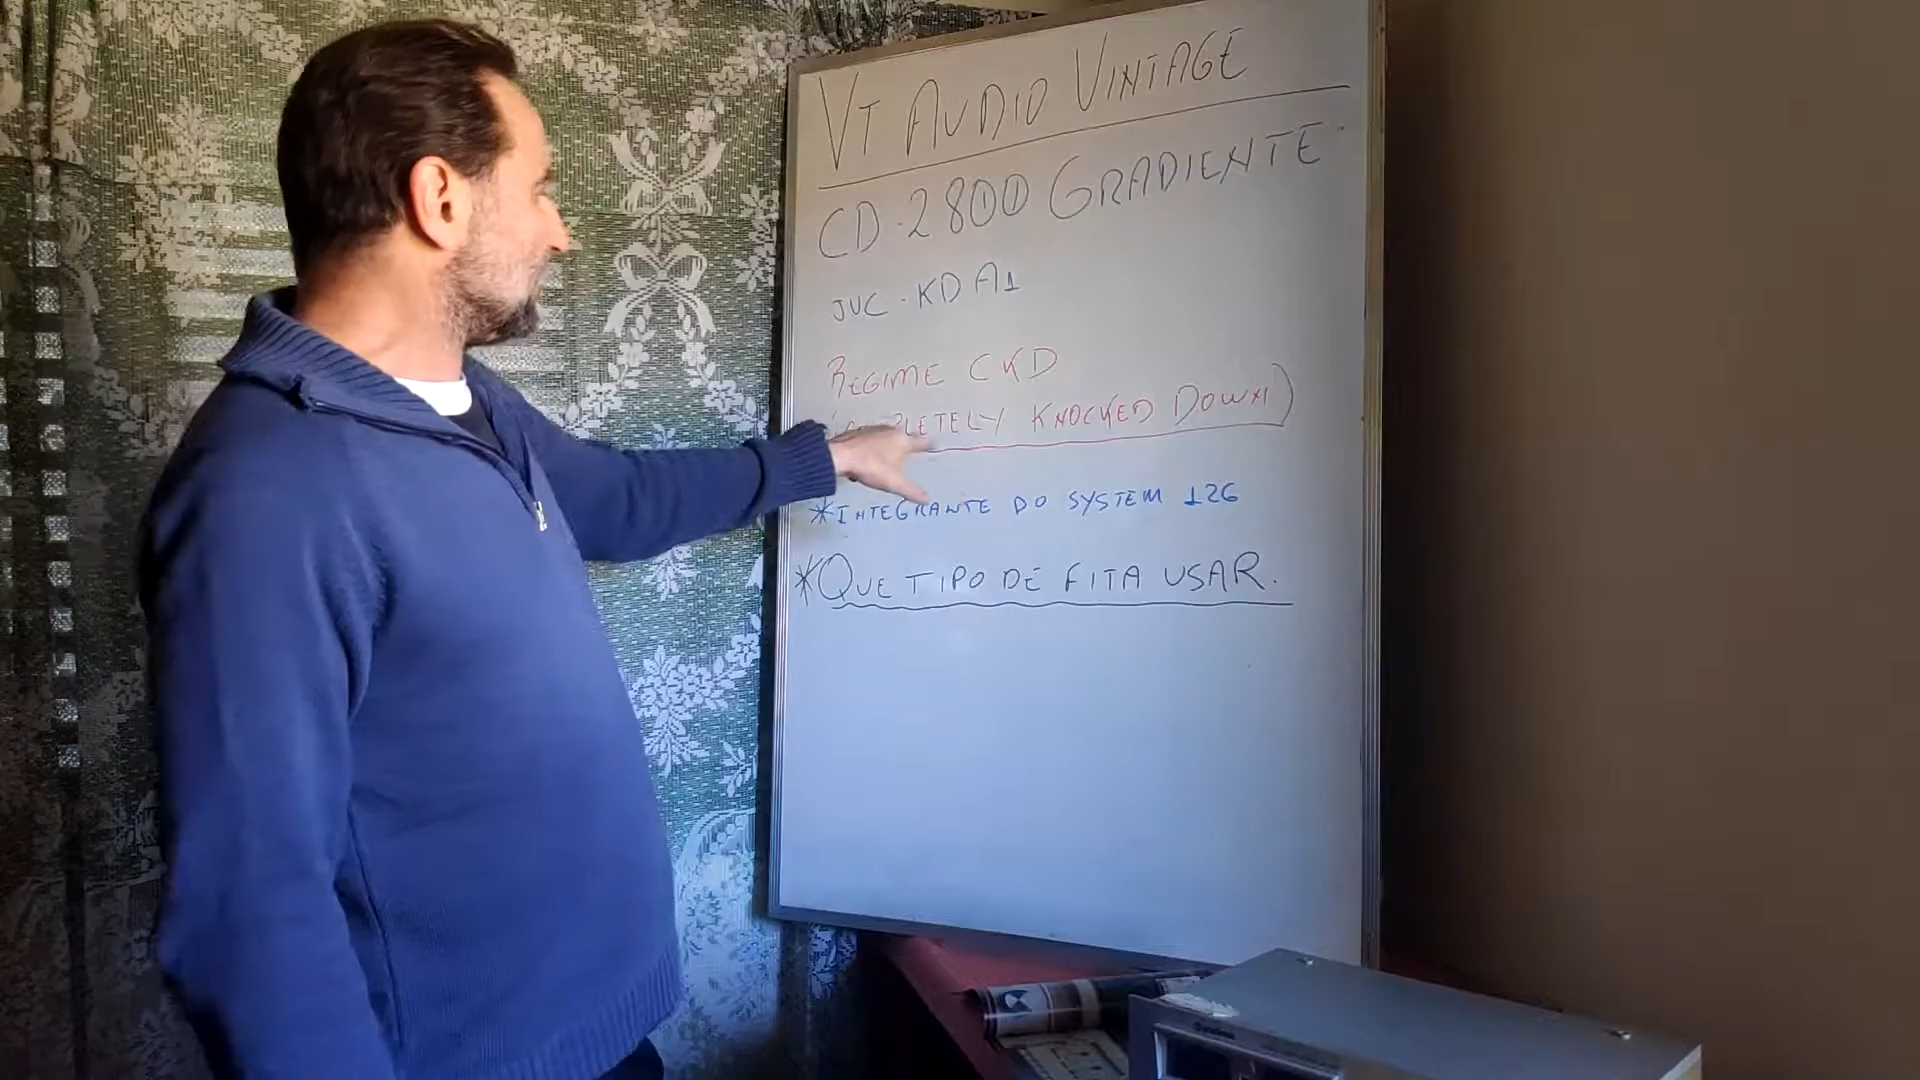 VT AUDIO VINTAGE
CD-2800 GRADIENTE
JVC-KD A1
REGIME CKD
(COMPLETELY KNOCKED DOWN)
*INTEGRANTE DO SYSTEM 126
*QUE TIPO DE FITA USAR.